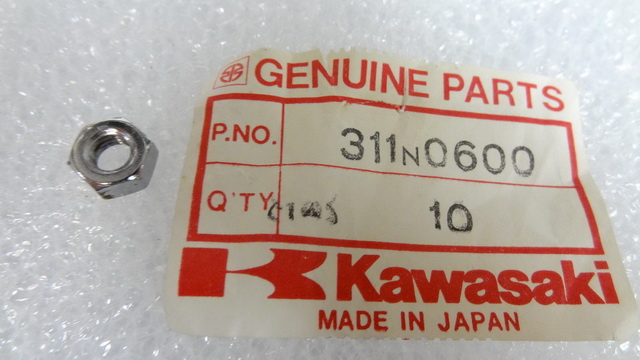 GENUINE PARTS
P.NO. 311N0600
Q'TY 10
Kawasaki
MADE IN JAPAN